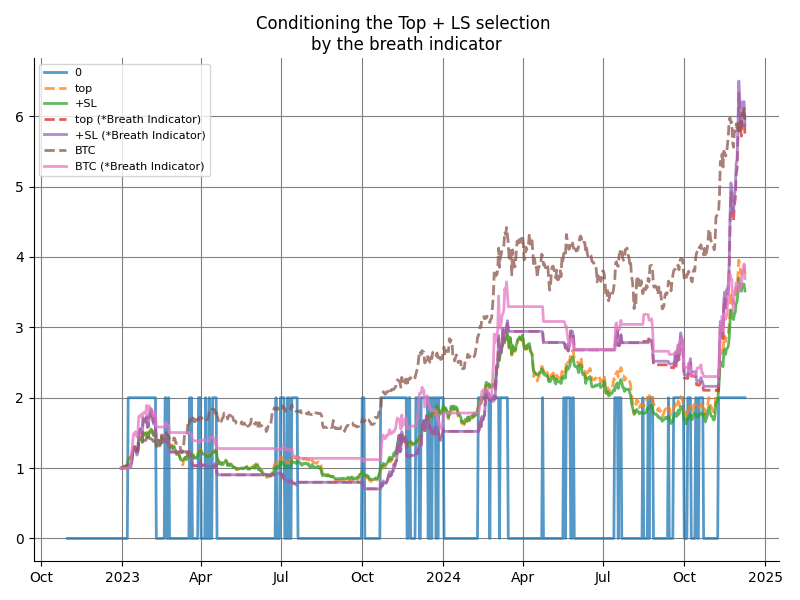 Conditioning the Top + LS selection
by the breath indicator
0
top
+SL
top (*Breath Indicator)
+SL (*Breath Indicator)
BTC
BTC (*Breath Indicator)
6
5
4
3
2
1
0
Oct
2023
Apr
Jul
Oct
2024
Apr
Jul
Oct
2025